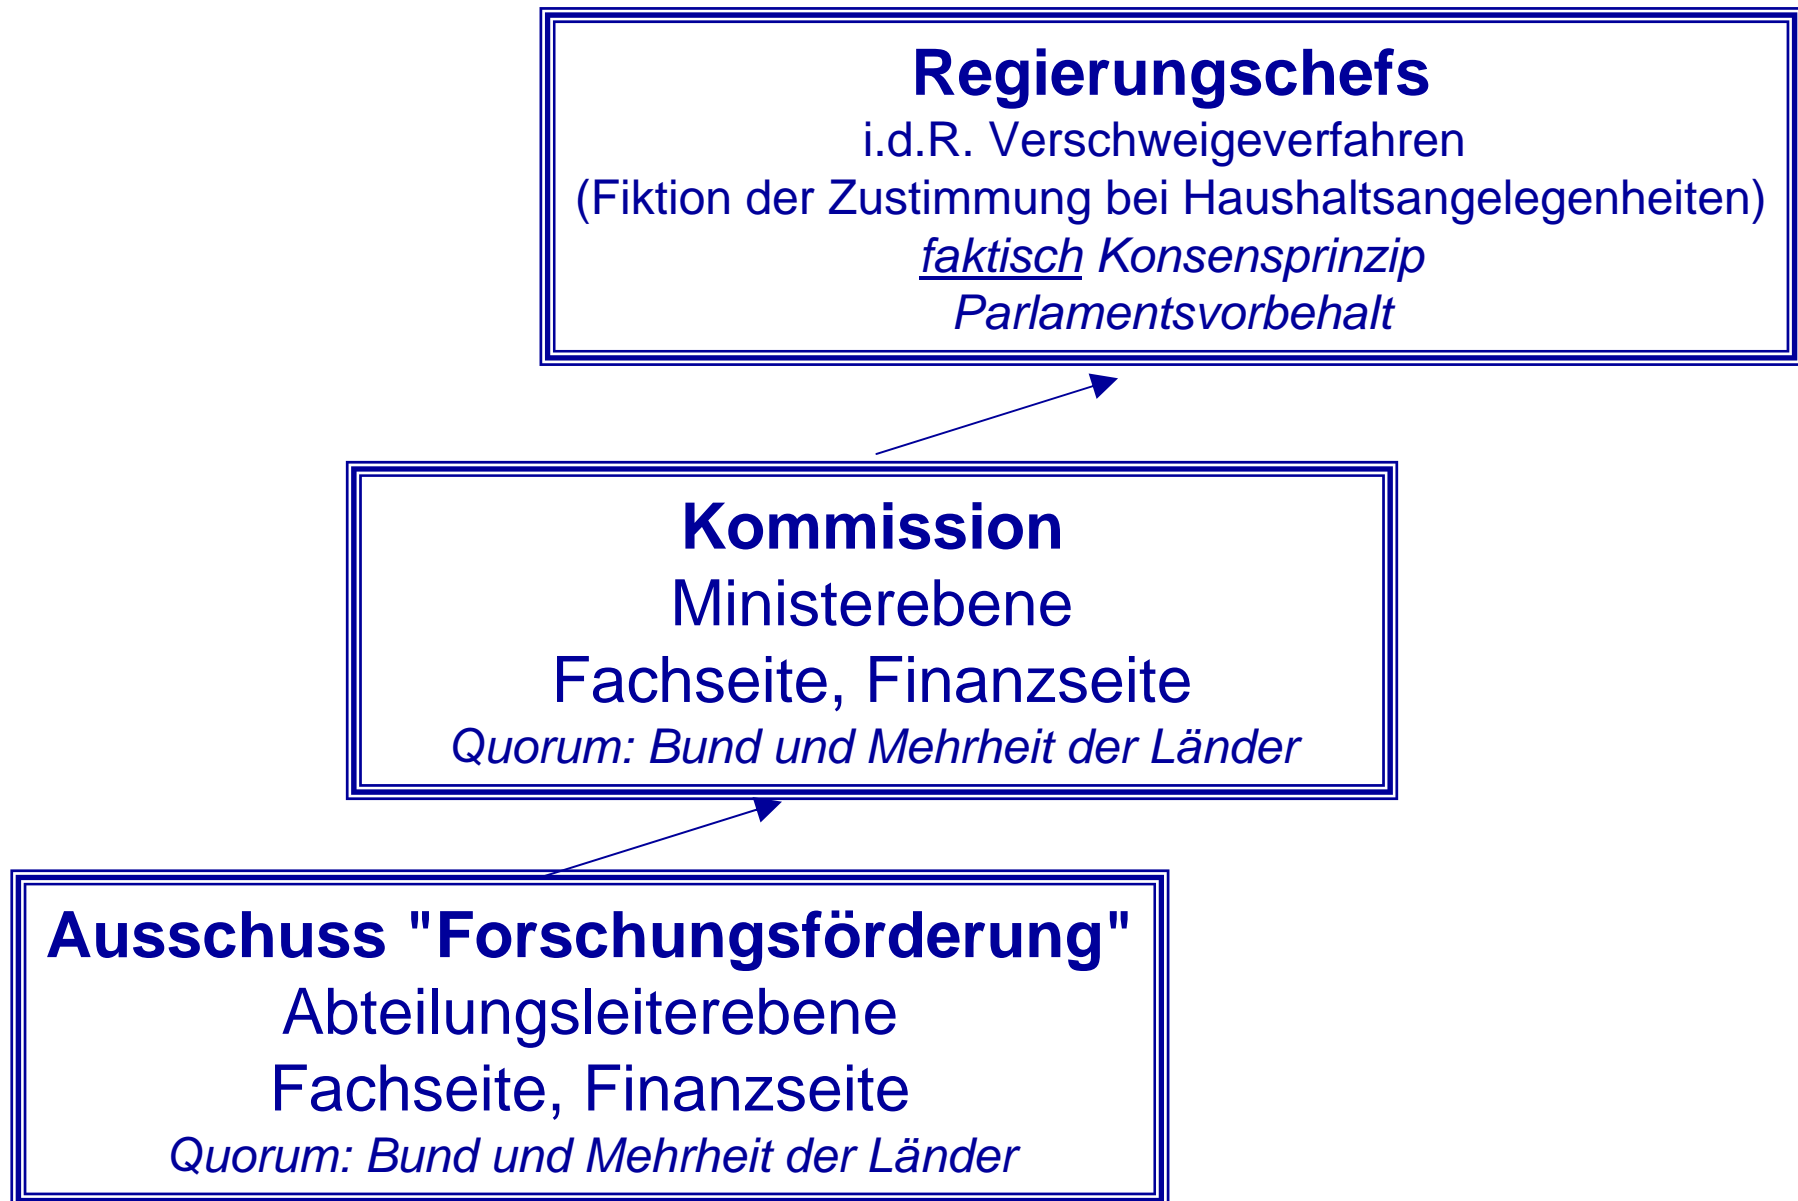 Regierungschefs
i.d.R. Verschweigeverfahren
(Fiktion der Zustimmung bei Haushaltsangelegenheiten)
faktisch Konsensprinzip
Parlamentsvorbehalt
Kommission
Ministerebene
Fachseite, Finanzseite
Quorum: Bund und Mehrheit der Länder
Ausschuss "Forschungsförderung"
Abteilungsleiterebene
Fachseite, Finanzseite
Quorum: Bund und Mehrheit der Länder